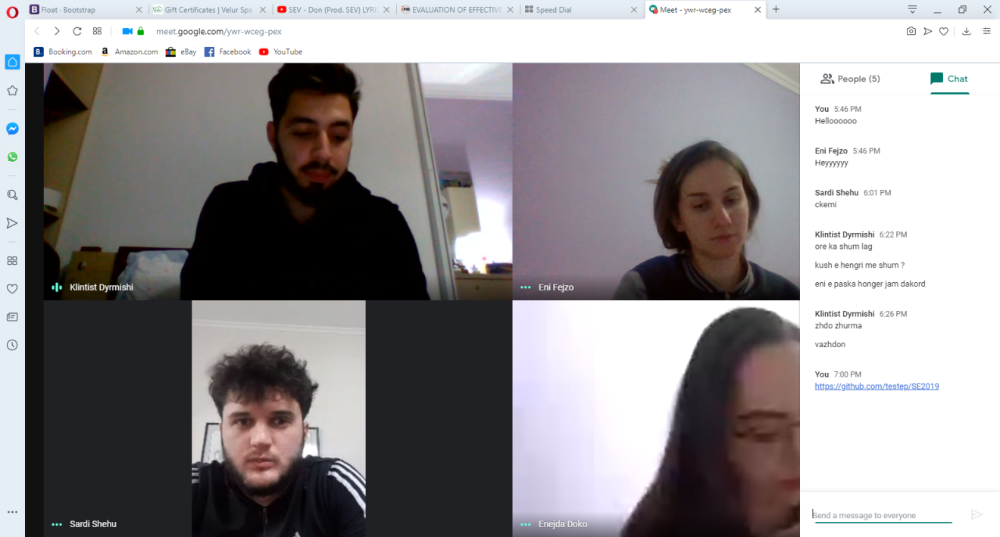 Float · Bootstrap
Gift Certificates | Velur Spa
SEV - Don (Prod. SEV) LYRI
EVALUATION OF EFFECTIVE
Speed Dial
Meet - ywr-wceg-pex
meet.google.com/ywr-wceg-pex
B. Booking.com
a Amazon.com
eBay
Facebook
YouTube
People (5)
Chat
You 5:46 PM
Helloooooo
Eni Fejzo 5:46 PM
Heyyyyyy
Sardi Shehu 6:01 PM
ckemi
Klintist Dyrmishi 6:22 PM
ore ka shum lag
kush e hengri me shum ?
eni e paska honger jam dakord
Klintist Dyrmishi 6:26 PM
zhdo zhurma
vazhdon
You 7:00 PM
https://github.com/testep/SE2019
Send a message to everyone
Klintist Dyrmishi
Eni Fejzo
Sardi Shehu
Enejda Doko